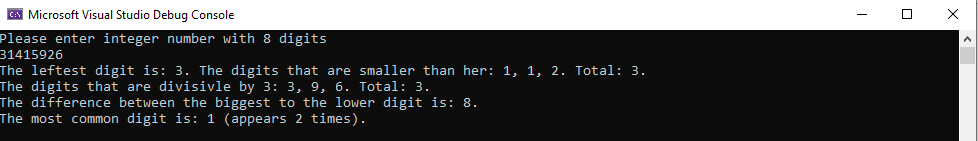 Microsoft Visual Studio Debug Console
Please enter integer number with 8 digits
31415926
The leftest digit is: 3. The digits that are smaller than her: 1, 1, 2. Total: 3.
The digits that are divisivle by 3: 3, 9, 6. Total: 3.
The difference between the biggest to the lower digit is: 8.
The most common digit is: 1 (appears 2 times).